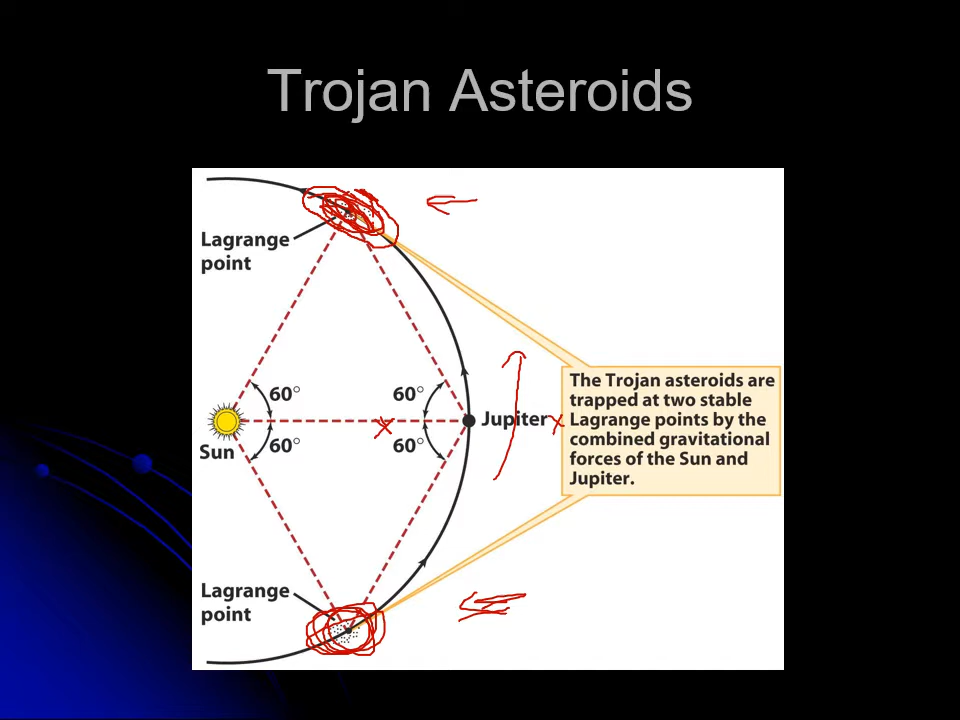 Trojan Asteroids
Lagrange
point
60°
60°
Jupiter
Sun
60°
60°
The Trojan asteroids are
trapped at two stable
Lagrange points by the
combined gravitational
forces of the Sun and
Jupiter.
Lagrange
point